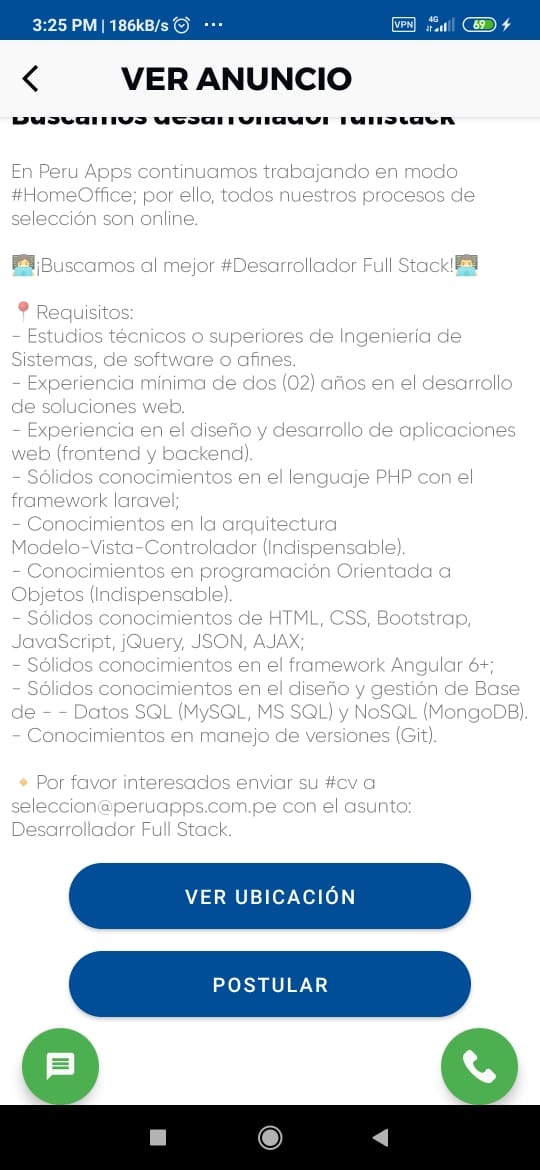 3:25 PM | 186kB/s ...
VPN 4G 69
VER ANUNCIO
Buscamos desarrollador fullstack
En Peru Apps continuamos trabajando en modo
#HomeOffice; por ello, todos nuestros procesos de
selección son online.
👩‍💻¡Buscamos al mejor #Desarrollador Full Stack!👨‍💻
📍Requisitos:
- Estudios técnicos o superiores de Ingeniería de
Sistemas, de software o afines.
- Experiencia mínima de dos (02) años en el desarrollo
de soluciones web.
- Experiencia en el diseño y desarrollo de aplicaciones
web (frontend y backend).
- Sólidos conocimientos en el lenguaje PHP con el
framework laravel;
- Conocimientos en la arquitectura
Modelo-Vista-Controlador (Indispensable).
- Conocimientos en programación Orientada a
Objetos (Indispensable).
- Sólidos conocimientos de HTML, CSS, Bootstrap,
JavaScript, jQuery, JSON, AJAX;
- Sólidos conocimientos en el framework Angular 6+;
- Sólidos conocimientos en el diseño y gestión de Base
de - - Datos SQL (MySQL, MS SQL) y NoSQL (MongoDB).
- Conocimientos en manejo de versiones (Git).
🔸Por favor interesados enviar su #cv a
seleccion@peruapps.com.pe con el asunto:
Desarrollador Full Stack.
VER UBICACIÓN
POSTULAR